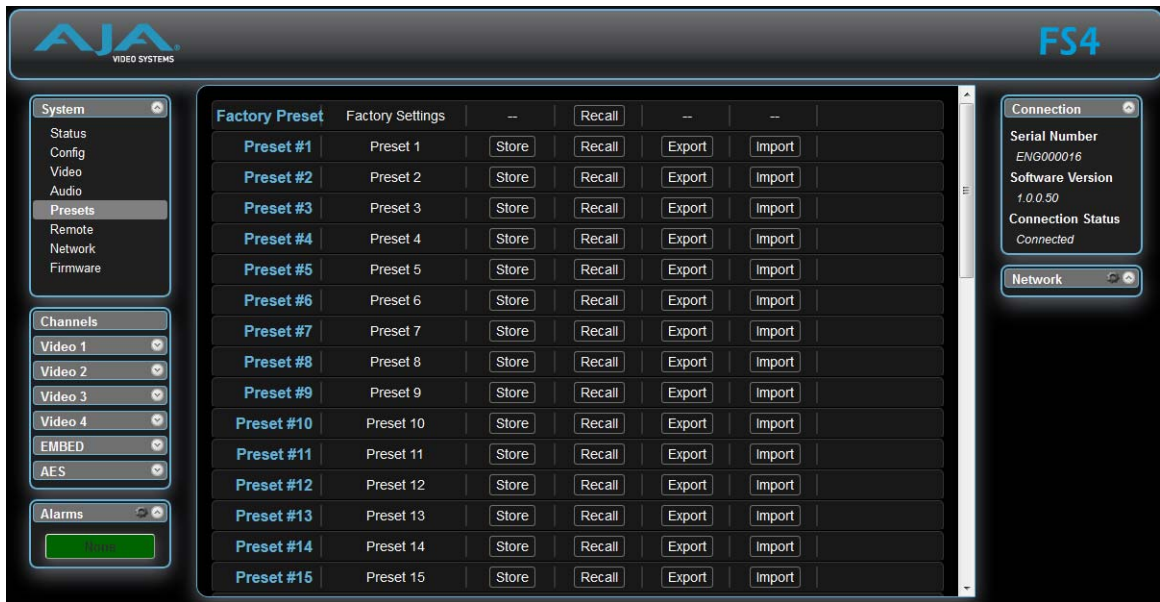 AJA
VIDEO SYSTEMS
FS4
System
Status
Config
Video
Audio
Presets
Remote
Network
Firmware
Channels
Video 1
Video 2
Video 3
Video 4
EMBED
AES
Alarms
None
Factory Preset Factory Settings -- Recall -- --
Preset #1 Preset 1 Store Recall Export Import
Preset #2 Preset 2 Store Recall Export Import
Preset #3 Preset 3 Store Recall Export Import
Preset #4 Preset 4 Store Recall Export Import
Preset #5 Preset 5 Store Recall Export Import
Preset #6 Preset 6 Store Recall Export Import
Preset #7 Preset 7 Store Recall Export Import
Preset #8 Preset 8 Store Recall Export Import
Preset #9 Preset 9 Store Recall Export Import
Preset #10 Preset 10 Store Recall Export Import
Preset #11 Preset 11 Store Recall Export Import
Preset #12 Preset 12 Store Recall Export Import
Preset #13 Preset 13 Store Recall Export Import
Preset #14 Preset 14 Store Recall Export Import
Preset #15 Preset 15 Store Recall Export Import
Connection
Serial Number
ENG000016
Software Version
1.0.0.50
Connection Status
Connected
Network